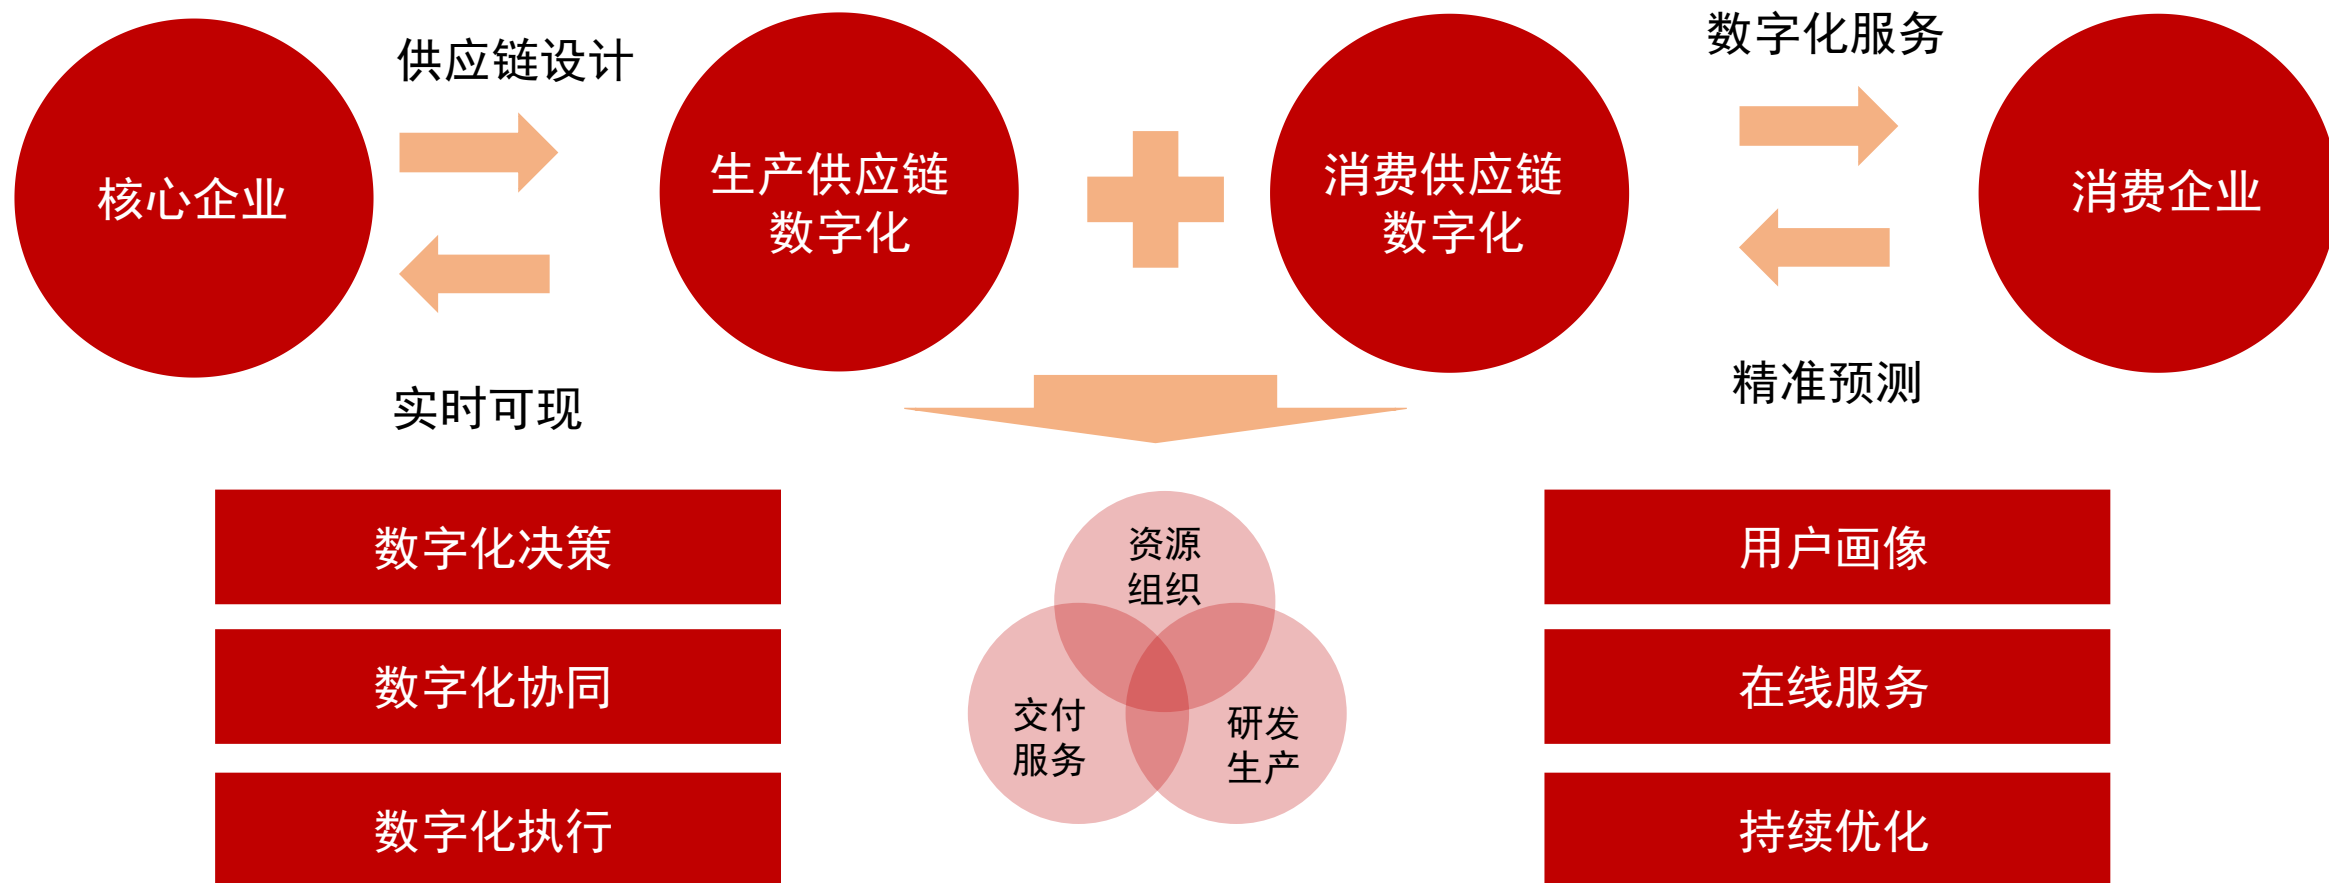 供应链设计
数字化服务
核心企业
生产供应链
数字化
消费供应链
数字化
消费企业
实时可现
精准预测
数字化决策
数字化协同
数字化执行
资源
组织
交付
服务
研发
生产
用户画像
在线服务
持续优化